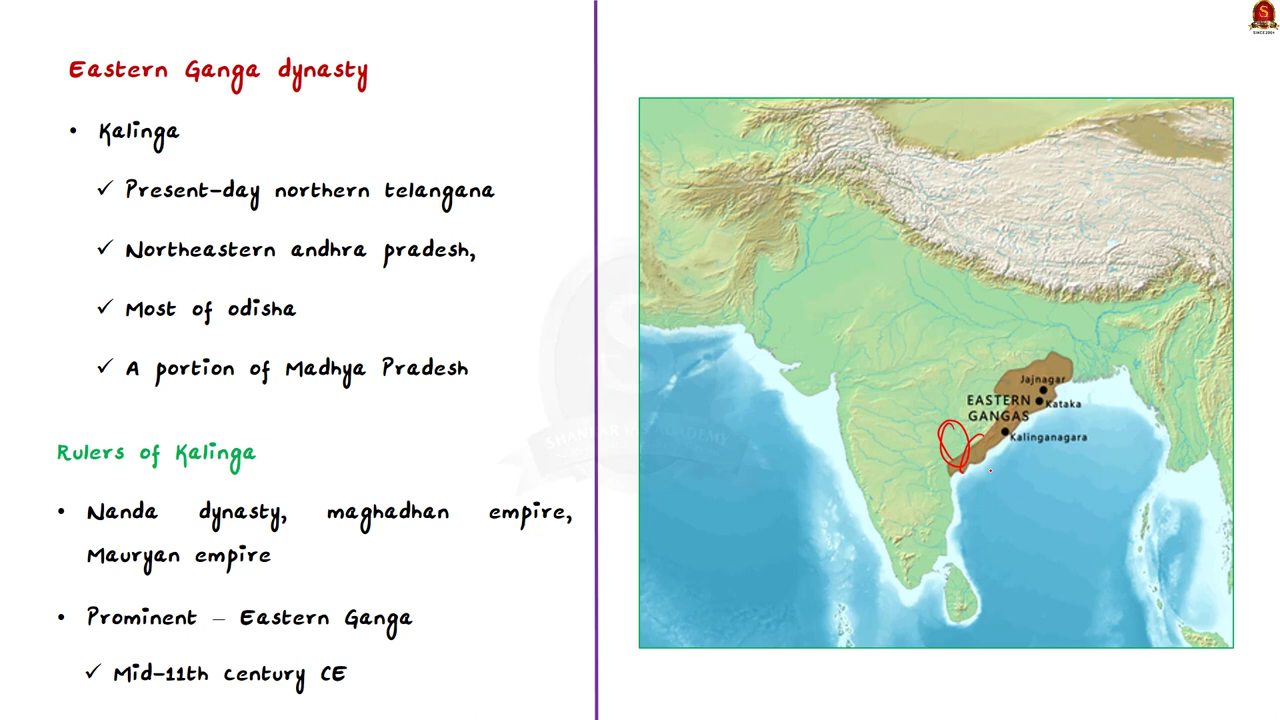 Eastern Ganga dynasty
• Kalinga
✓ Present-day northern telangana
✓ Northeastern andhra pradesh,
✓ Most of odisha
✓ A portion of Madhya Pradesh
Rulers of Kalinga
• Nanda dynasty, maghadhan empire,
Mauryan empire
• Prominent – Eastern Ganga
✓ Mid-11th century CE
S
SINCE 2004
Jajnagar
EASTERN
GANGAS
Kataka
Kalinganagara